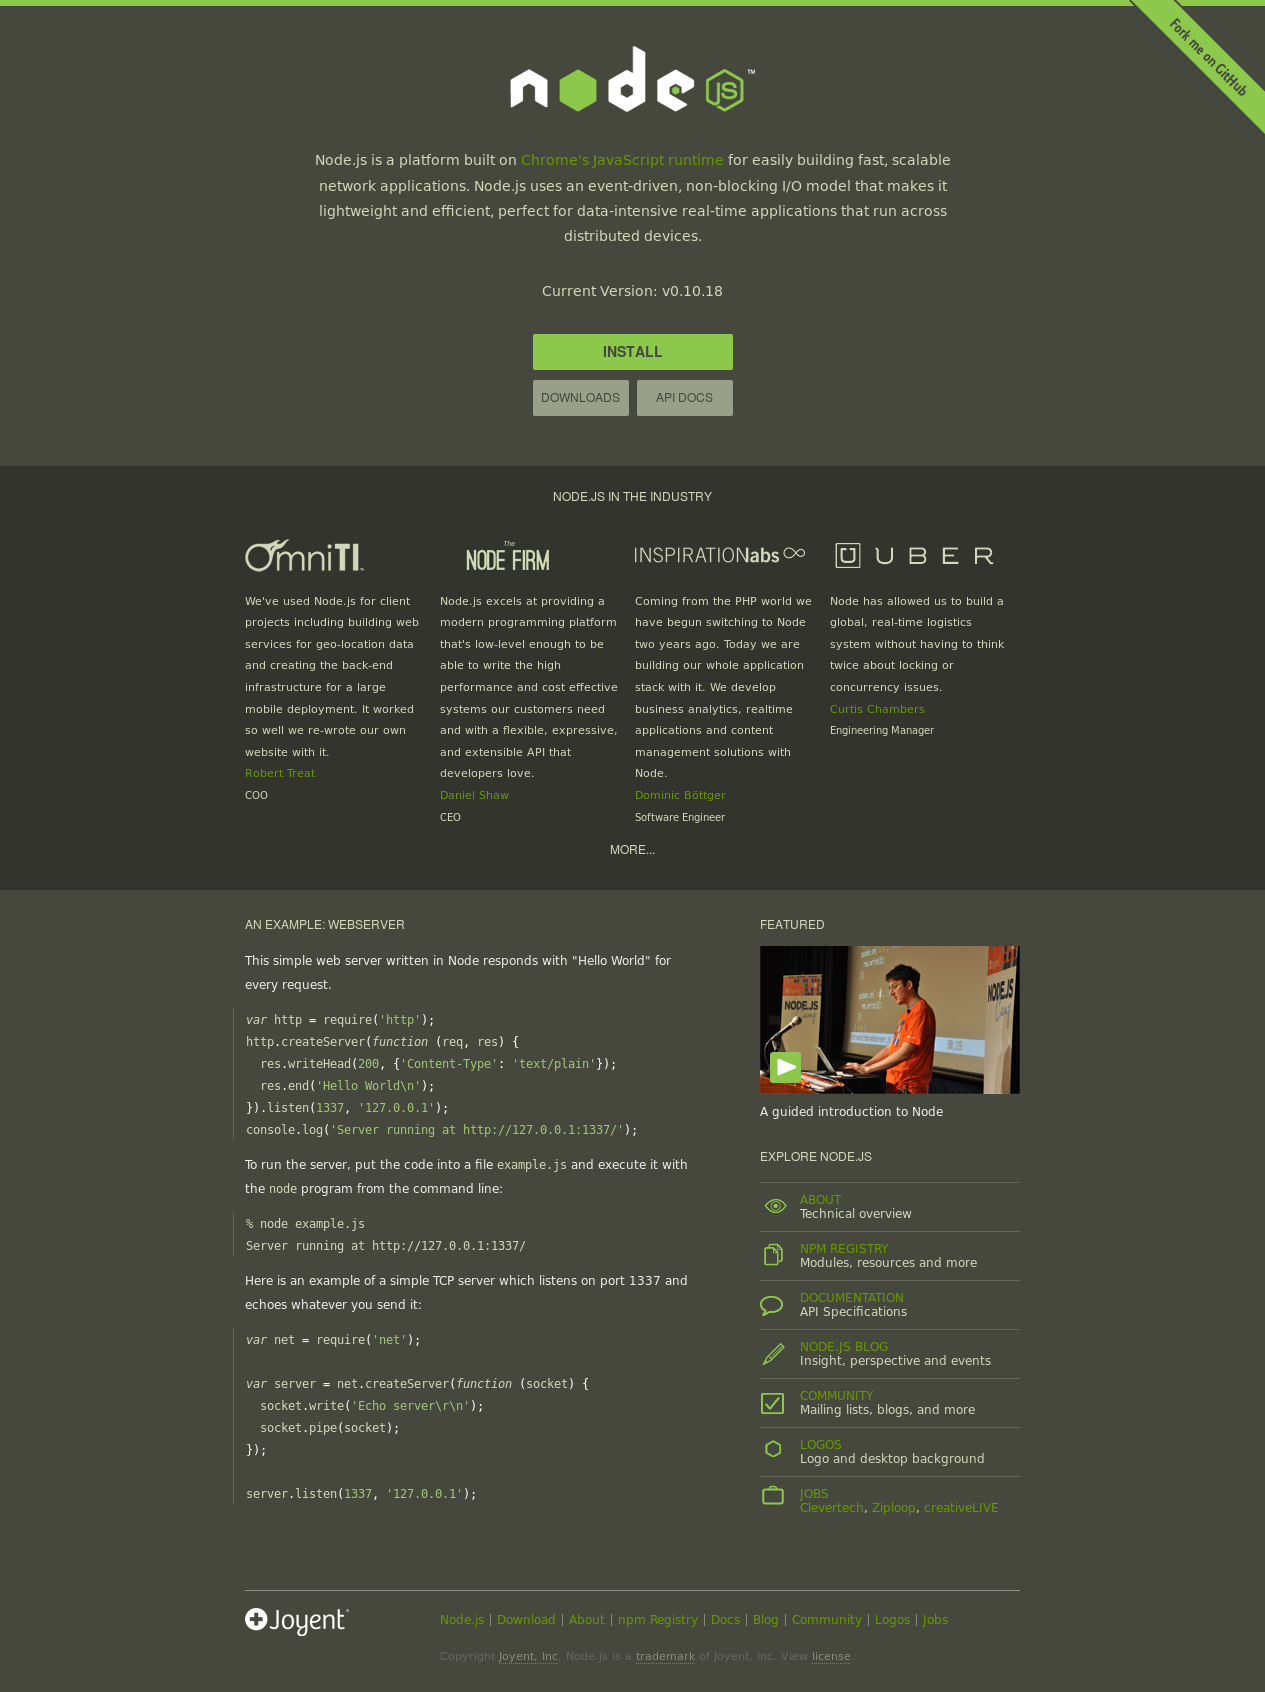 Fork me on GitHub
node JS ™
Node.js is a platform built on Chrome's JavaScript runtime for easily building fast, scalable
network applications. Node.js uses an event-driven, non-blocking I/O model that makes it
lightweight and efficient, perfect for data-intensive real-time applications that run across
distributed devices.
Current Version: v0.10.18
INSTALL
DOWNLOADS API DOCS
NODE.JS IN THE INDUSTRY
OmniTI
We've used Node.js for client
projects including building web
services for geo-location data
and creating the back-end
infrastructure for a large
mobile deployment. It worked
so well we re-wrote our own
website with it.
Robert Treat
COO
The
NODE FIRM
Node.js excels at providing a
modern programming platform
that's low-level enough to be
able to write the high
performance and cost effective
systems our customers need
and with a flexible, expressive,
and extensible API that
developers love.
Daniel Shaw
CEO
INSPIRATIONlabs
Coming from the PHP world we
have begun switching to Node
two years ago. Today we are
building our whole application
stack with it. We develop
business analytics, realtime
applications and content
management solutions with
Node.
Dominic Böttger
Software Engineer
U UBER
Node has allowed us to build a
global, real-time logistics
system without having to think
twice about locking or
concurrency issues.
Curtis Chambers
Engineering Manager
MORE...
AN EXAMPLE: WEBSERVER
This simple web server written in Node responds with "Hello World" for
every request.
var http = require('http');
http.createServer(function (req, res) {
  res.writeHead(200, {'Content-Type': 'text/plain'});
  res.end('Hello World\n');
}).listen(1337, '127.0.0.1');
console.log('Server running at http://127.0.0.1:1337/');
To run the server, put the code into a file example.js and execute it with
the node program from the command line:
% node example.js
Server running at http://127.0.0.1:1337/
Here is an example of a simple TCP server which listens on port 1337 and
echoes whatever you send it:
var net = require('net');
var server = net.createServer(function (socket) {
  socket.write('Echo server\r\n');
  socket.pipe(socket);
});
server.listen(1337, '127.0.0.1');
FEATURED
NODE.JS
Camp
NODE.JS
Camp
A guided introduction to Node
EXPLORE NODE.JS
ABOUT
Technical overview
NPM REGISTRY
Modules, resources and more
DOCUMENTATION
API Specifications
NODE.JS BLOG
Insight, perspective and events
COMMUNITY
Mailing lists, blogs, and more
LOGOS
Logo and desktop background
JOBS
Clevertech, Ziploop, creativeLIVE
Joyent
Node.js | Download | About | npm Registry | Docs | Blog | Community | Logos | Jobs
Copyright Joyent, Inc, Node.js is a trademark of Joyent, Inc. View license.